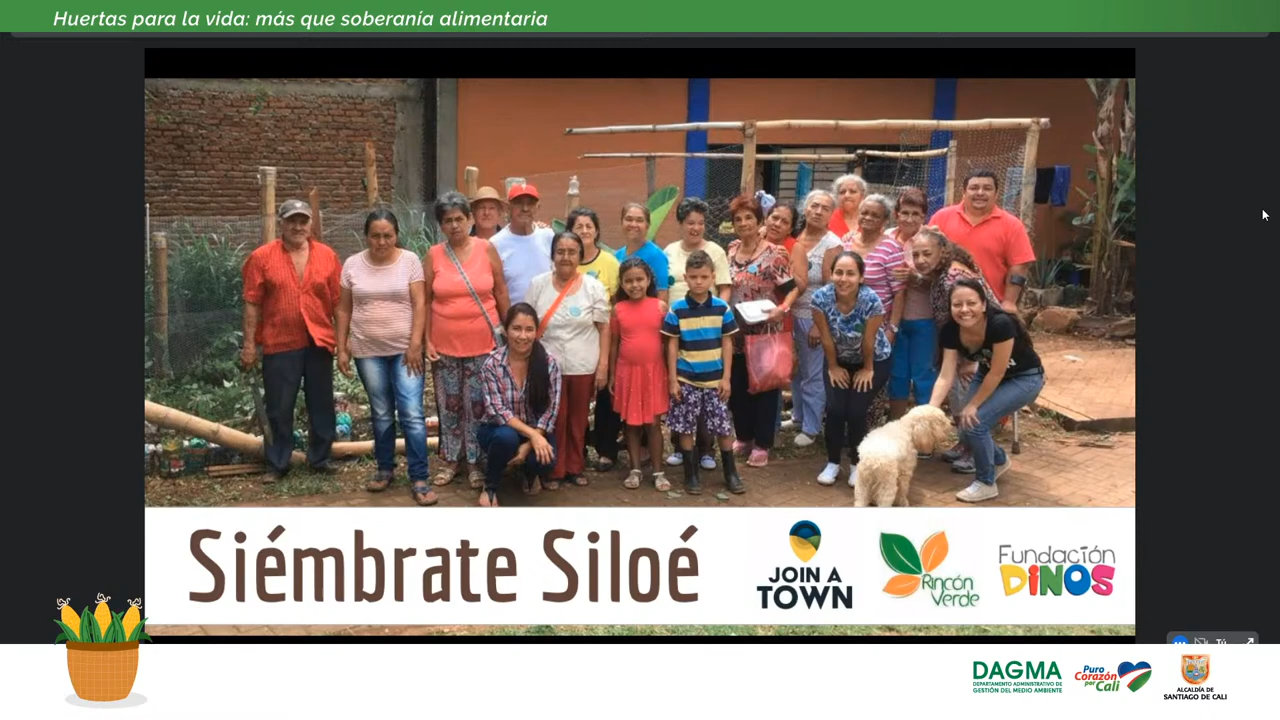 Huertas para la vida: más que soberanía alimentaria
Siémbrate Siloé
JOIN A
TOWN
Rincón
Verde
Fundación
DiNOS
Tú
DAGMA
DEPARTAMENTO ADMINISTRATIVO DE
GESTIÓN DEL MEDIO AMBIENTE
Puro
Corazón
por Cali
ALCALDÍA DE
SANTIAGO DE CALI